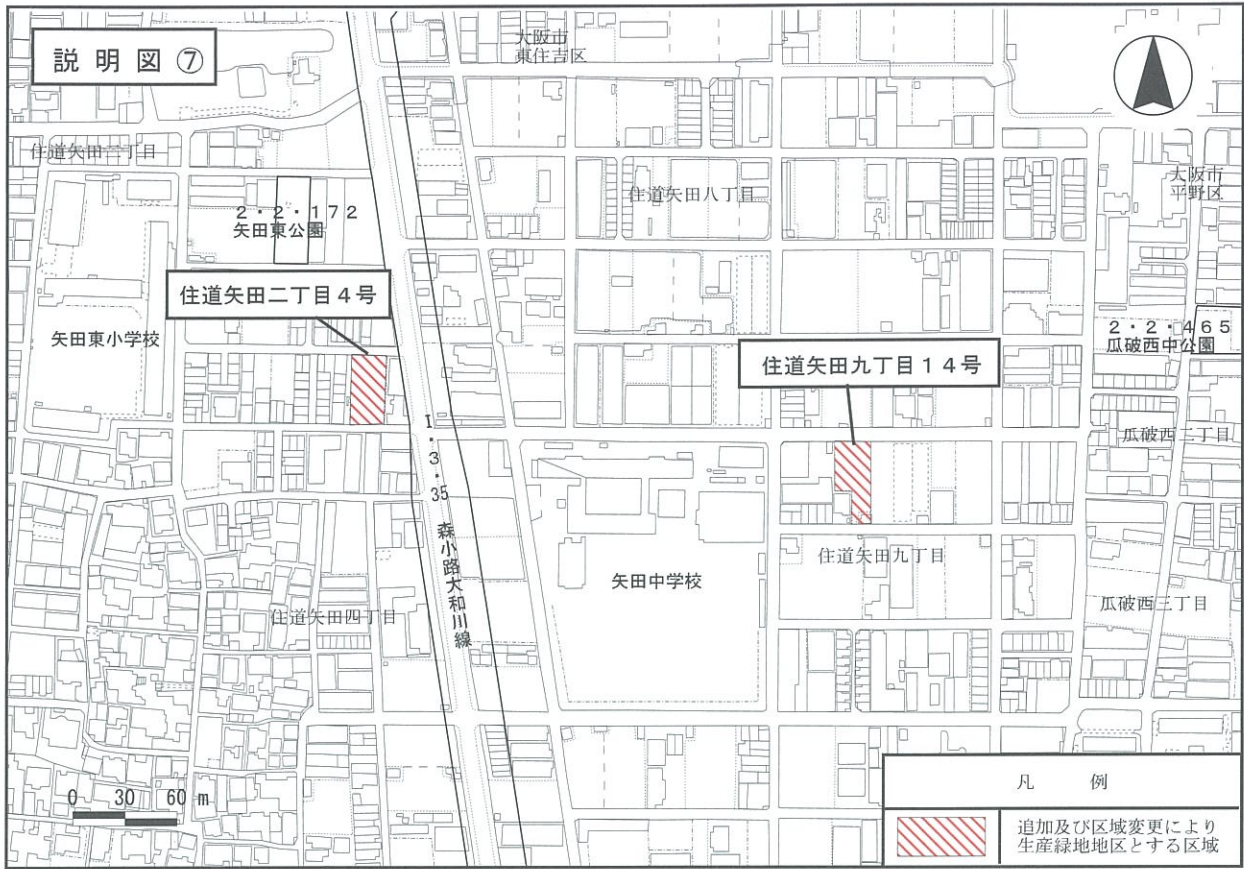 説明図⑦
大阪市
東住吉区
住道矢田二丁目
2・2・172
矢田東公園
住道矢田八丁目
大阪市
平野区
住道矢田二丁目4号
矢田東小学校
住道矢田九丁目14号
2・2・465
瓜破西中公園
瓜破西二丁目
I・3・35 森小路大和川線
矢田中学校
住道矢田九丁目
住道矢田四丁目
瓜破西三丁目
0 30 60 m
凡例
追加及び区域変更により
生産緑地地区とする区域